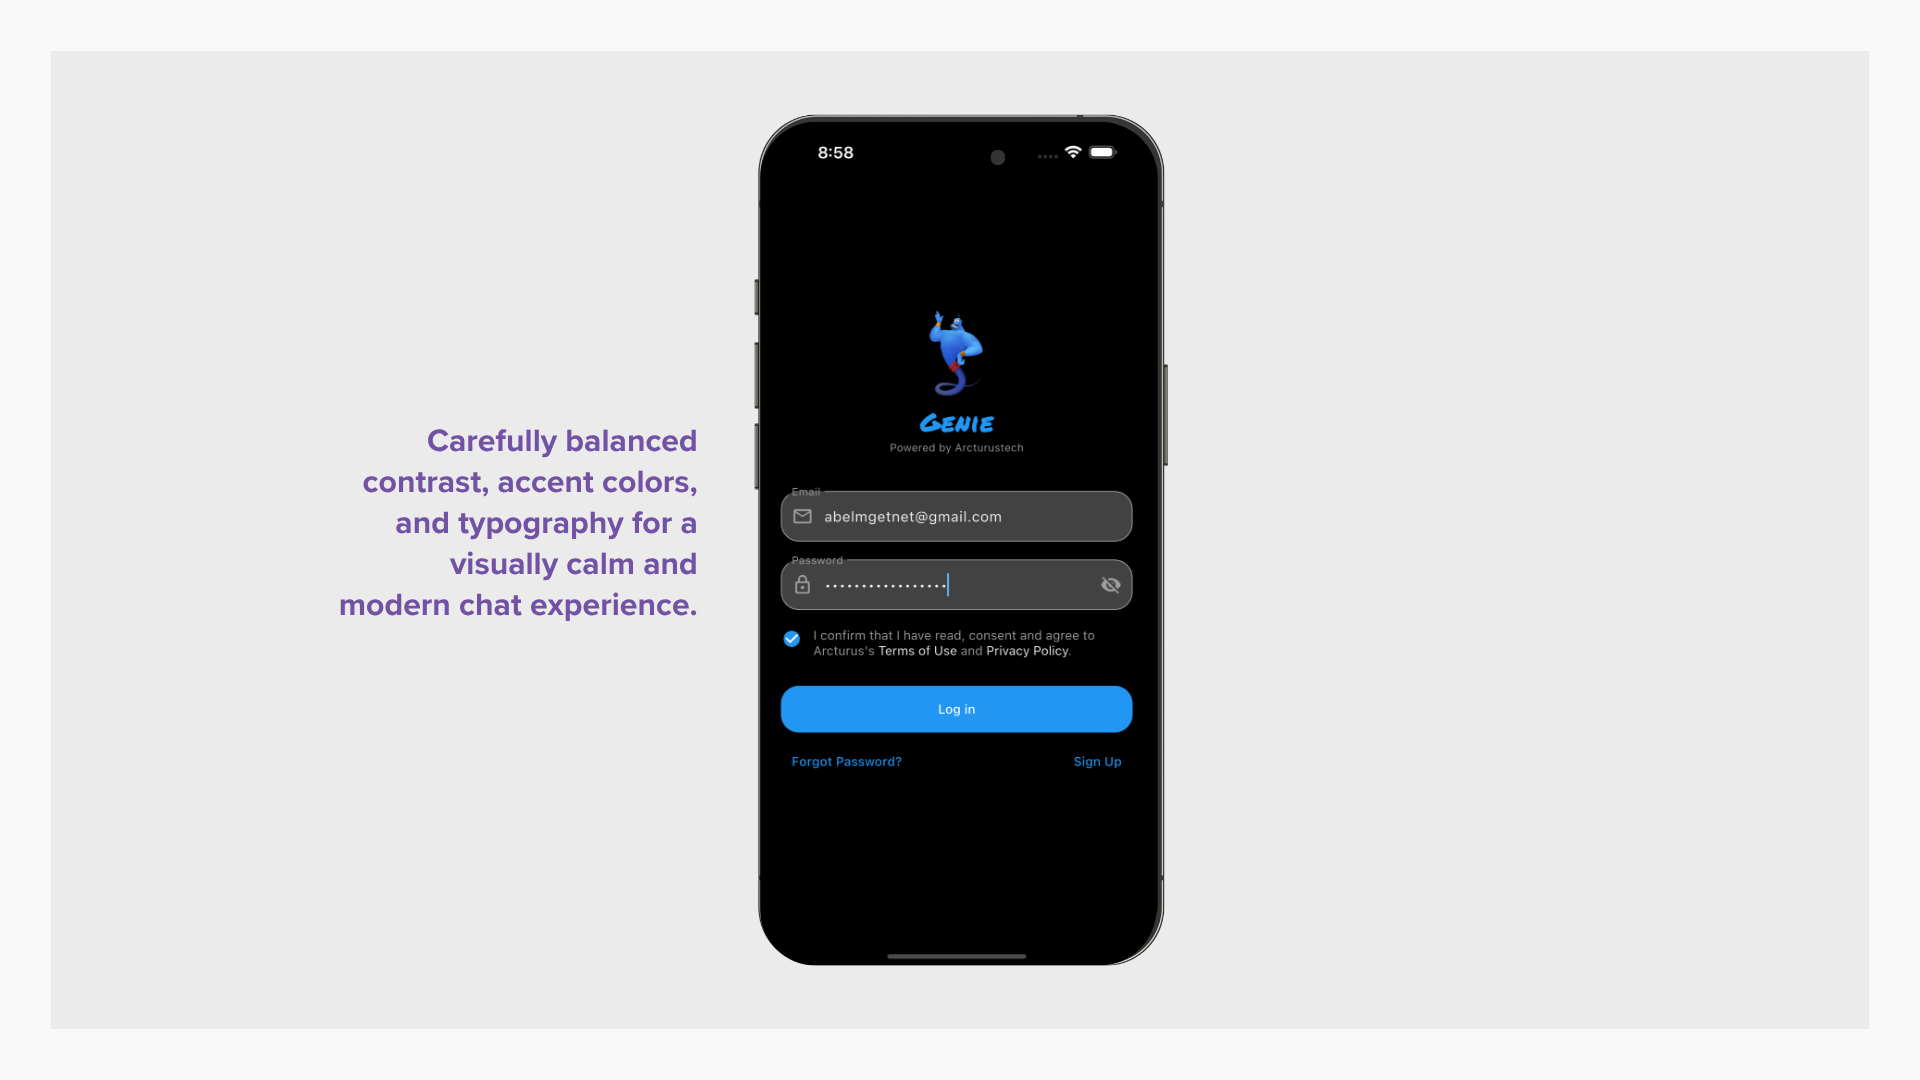 Carefully balanced
contrast, accent colors,
and typography for a
visually calm and
modern chat experience.
8:58
GENIE
Powered by Arcturustech
Email
abelmgetnet@gmail.com
Password
•••••••••••••••••
I confirm that I have read, consent and agree to
Arcturus's Terms of Use and Privacy Policy.
Log in
Forgot Password?
Sign Up